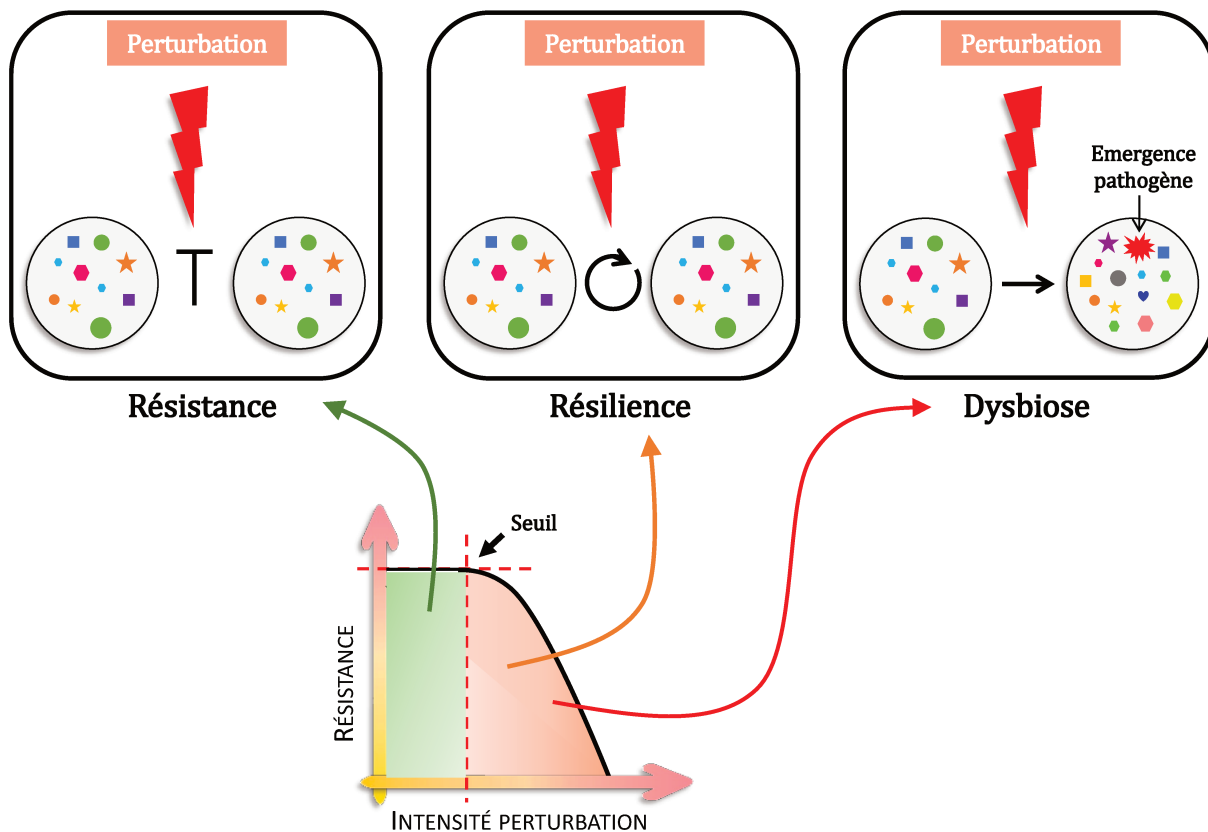 Perturbation
Perturbation
Perturbation
Emergence
pathogène
Résistance
Résilience
Dysbiose
Seuil
RÉSISTANCE
INTENSITÉ PERTURBATION